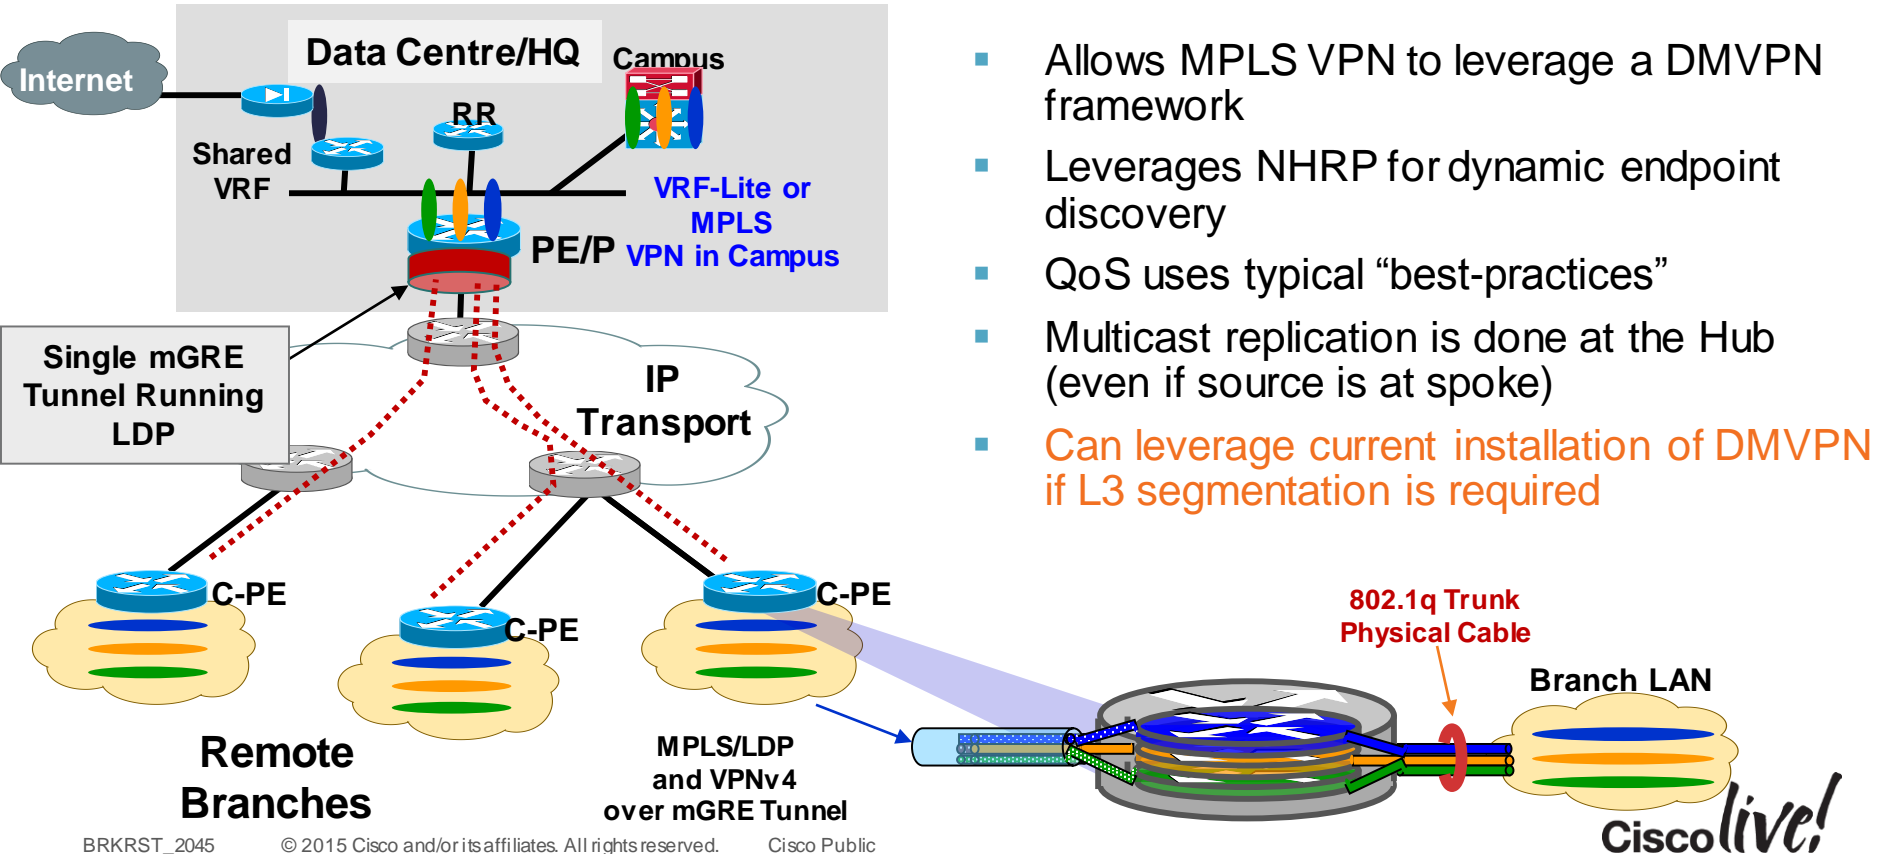 Internet
Data Centre/HQ
Campus
RR
Shared
VRF
VRF-Lite or
MPLS
VPN in Campus
PE/P
Single mGRE
Tunnel Running
LDP
IP
Transport
C-PE
C-PE
C-PE
Remote
Branches
MPLS/LDP
and VPNv4
over mGRE Tunnel
Allows MPLS VPN to leverage a DMVPN
framework
Leverages NHRP for dynamic endpoint
discovery
QoS uses typical “best-practices”
Multicast replication is done at the Hub
(even if source is at spoke)
Can leverage current installation of DMVPN
if L3 segmentation is required
802.1q Trunk
Physical Cable
Branch LAN
BRKRST_2045 © 2015 Cisco and/or its affiliates. All rights reserved. Cisco Public
Cisco live!